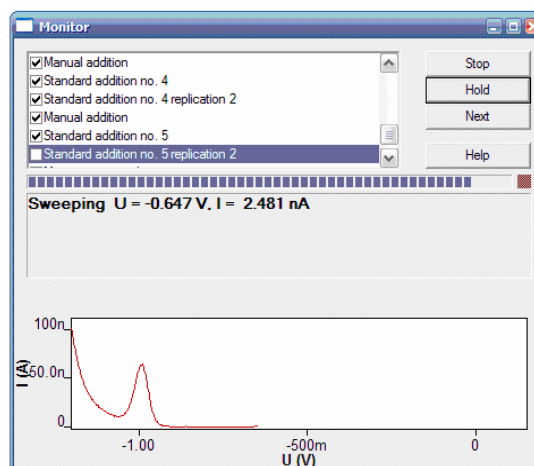 Monitor
Manual addition
Standard addition no. 4
Standard addition no. 4 replication 2
Manual addition
Standard addition no. 5
Standard addition no. 5 replication 2
Stop
Hold
Next
Help
Sweeping U = -0.647 V, I = 2.481 nA
100n
50.0n
0
I (A)
-1.00
-500m
0
U (V)